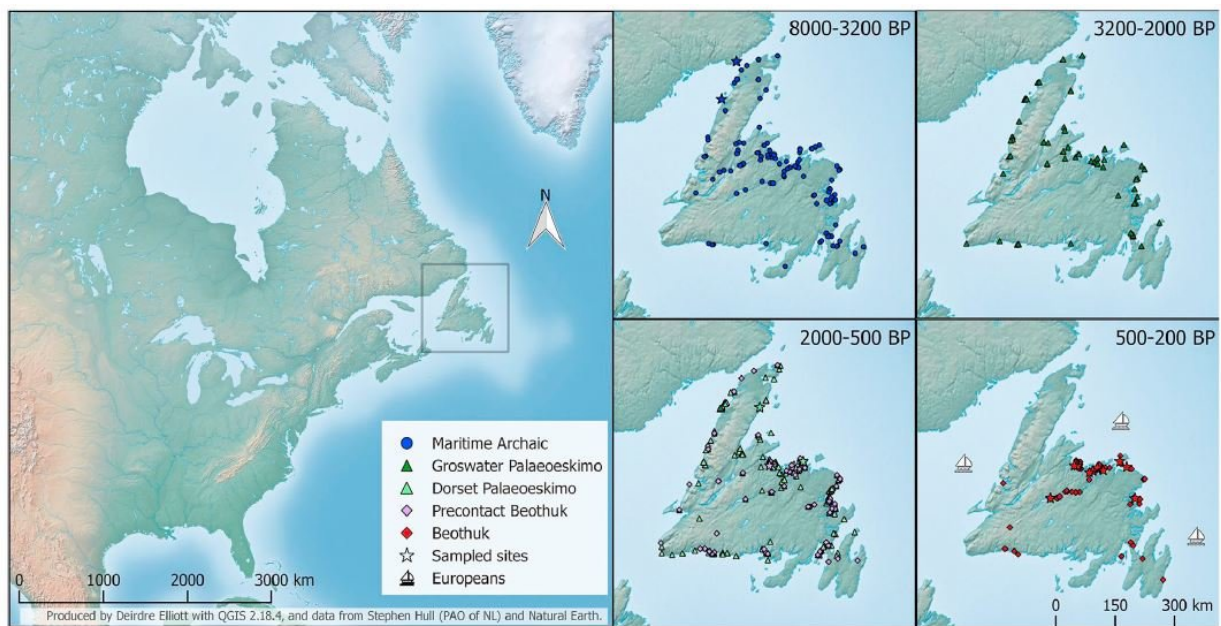 8000-3200 BP
3200-2000 BP
N
Maritime Archaic
Groswater Palaeoeskimo
Dorset Palaeoeskimo
Precontact Beothuk
Beothuk
Sampled sites
Europeans
0 1000 2000 3000 km
Produced by Deirdre Elliott with QGIS 2.18.4, and data from Stephen Hull (PAO of NL) and Natural Earth.
2000-500 BP
500-200 BP
0 150 300 km